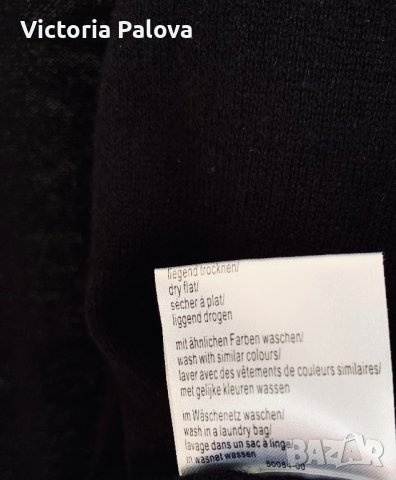 Victoria Palova
liegend trocknen/
dry flat/
sécher à plat/
liggend drogen
mit ähnlichen Farben waschen/
wash with similar colours/
laver avec des vêtements de couleurs similaires/
met gelijke kleuren wassen
im Wäschenetz waschen/
wash in a laundry bag/
lavage dans un sac à linge/
in wasnet wassen
50084-00
BAZAR